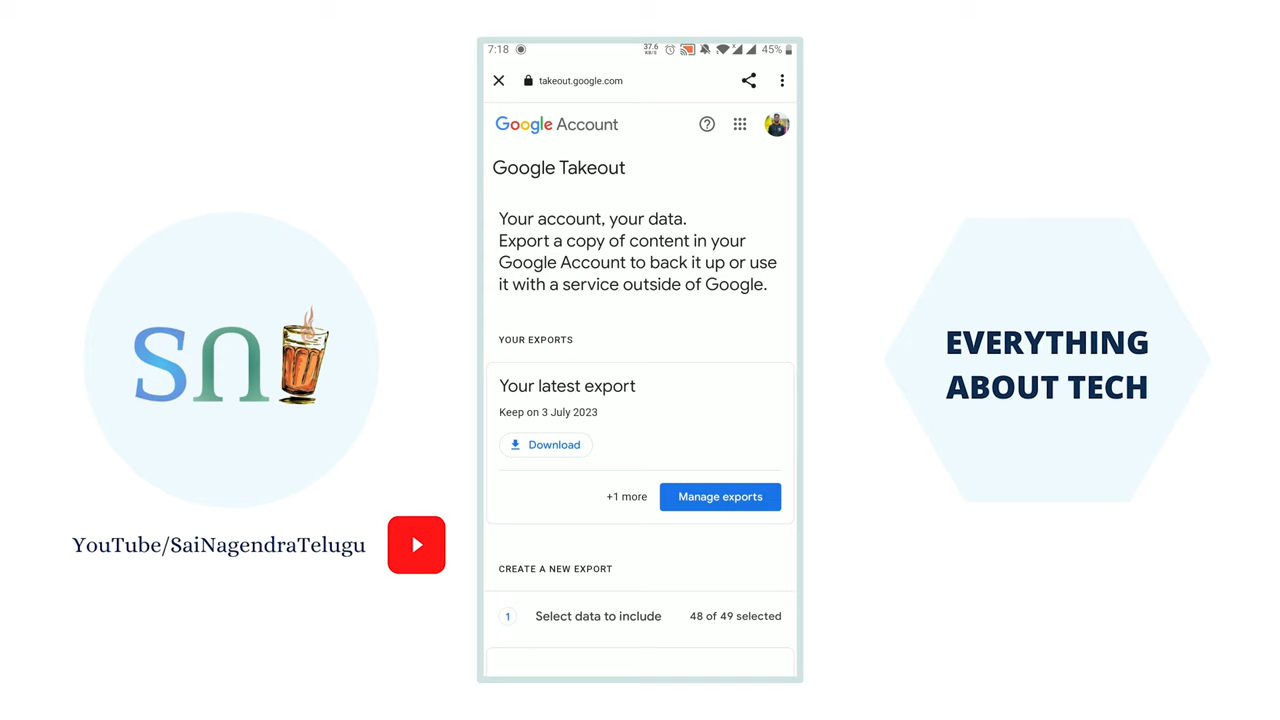 7:18
37.6
KB/S
45%
takeout.google.com
Google Account
Google Takeout
Your account, your data.
Export a copy of content in your
Google Account to back it up or use
it with a service outside of Google.
YOUR EXPORTS
Your latest export
Keep on 3 July 2023
Download
+1 more
Manage exports
CREATE A NEW EXPORT
1 Select data to include 48 of 49 selected
sn
YouTube/SaiNagendraTelugu
EVERYTHING
ABOUT TECH